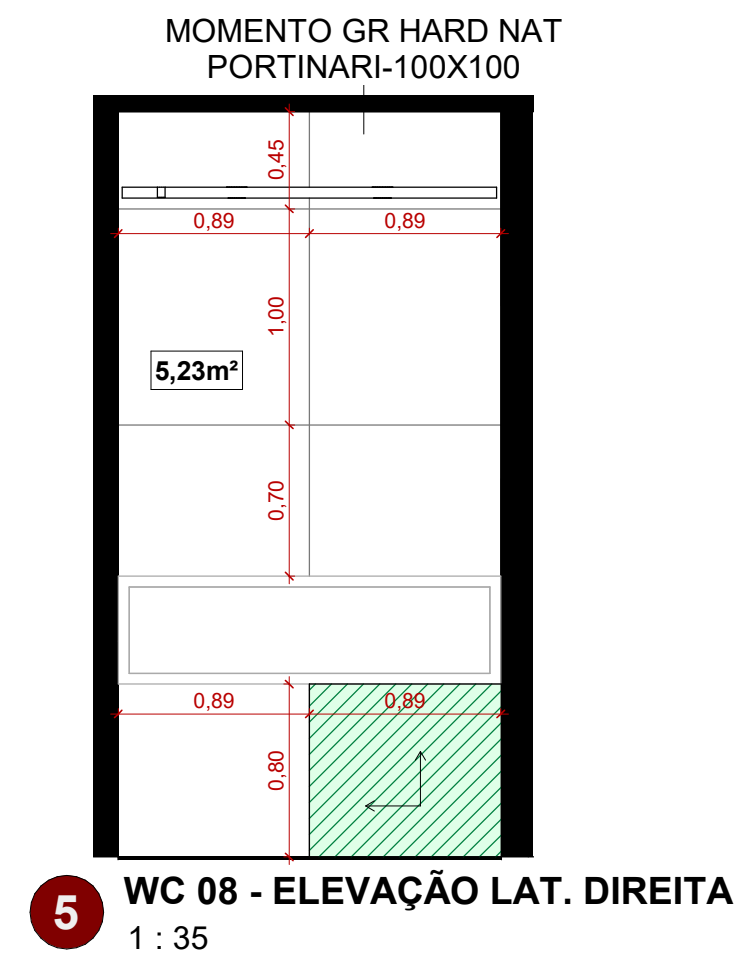 MOMENTO GR HARD NAT
PORTINARI-100X100
0,45
0,89 0,89
1,00
5,23m²
0,70
0,89 0,89
0,80
5 WC 08 - ELEVAÇÃO LAT. DIREITA
1 : 35